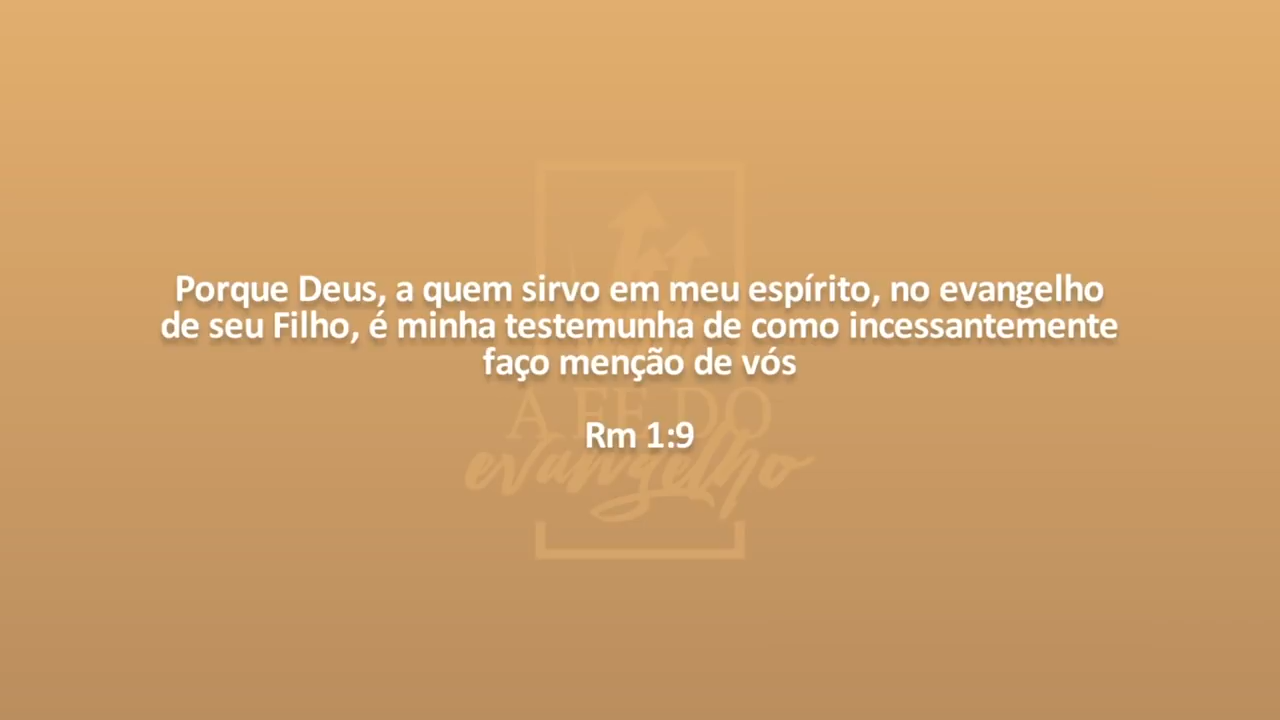 Porque Deus, a quem sirvo em meu espírito, no evangelho
de seu Filho, é minha testemunha de como incessantemente
faço menção de vós
A FÉ DO
Rm 1:9
evangelho